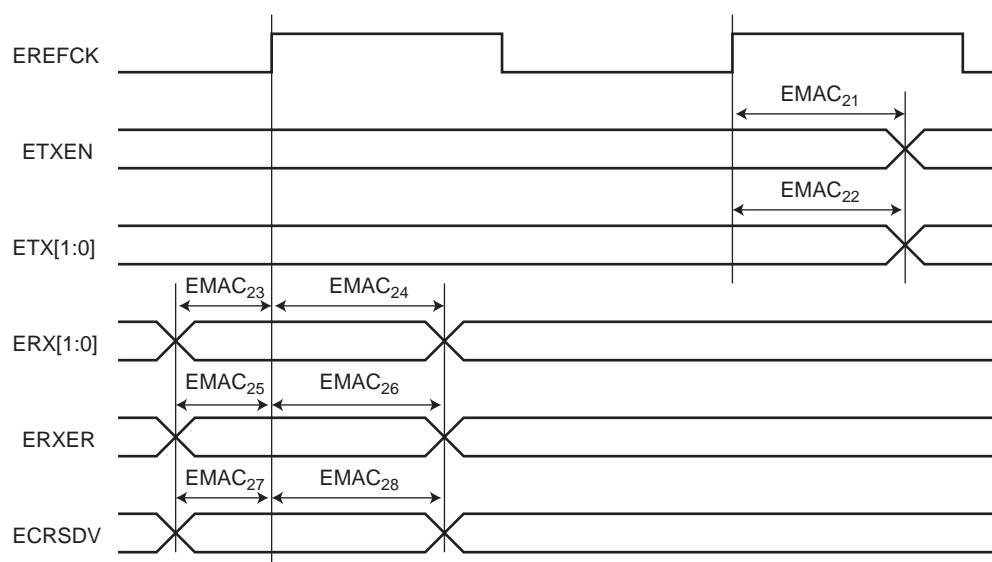 EREFCK
EMAC21
ETXEN
EMAC22
ETX[1:0]
EMAC23 EMAC24
ERX[1:0]
EMAC25 EMAC26
ERXER
EMAC27 EMAC28
ECRSDV